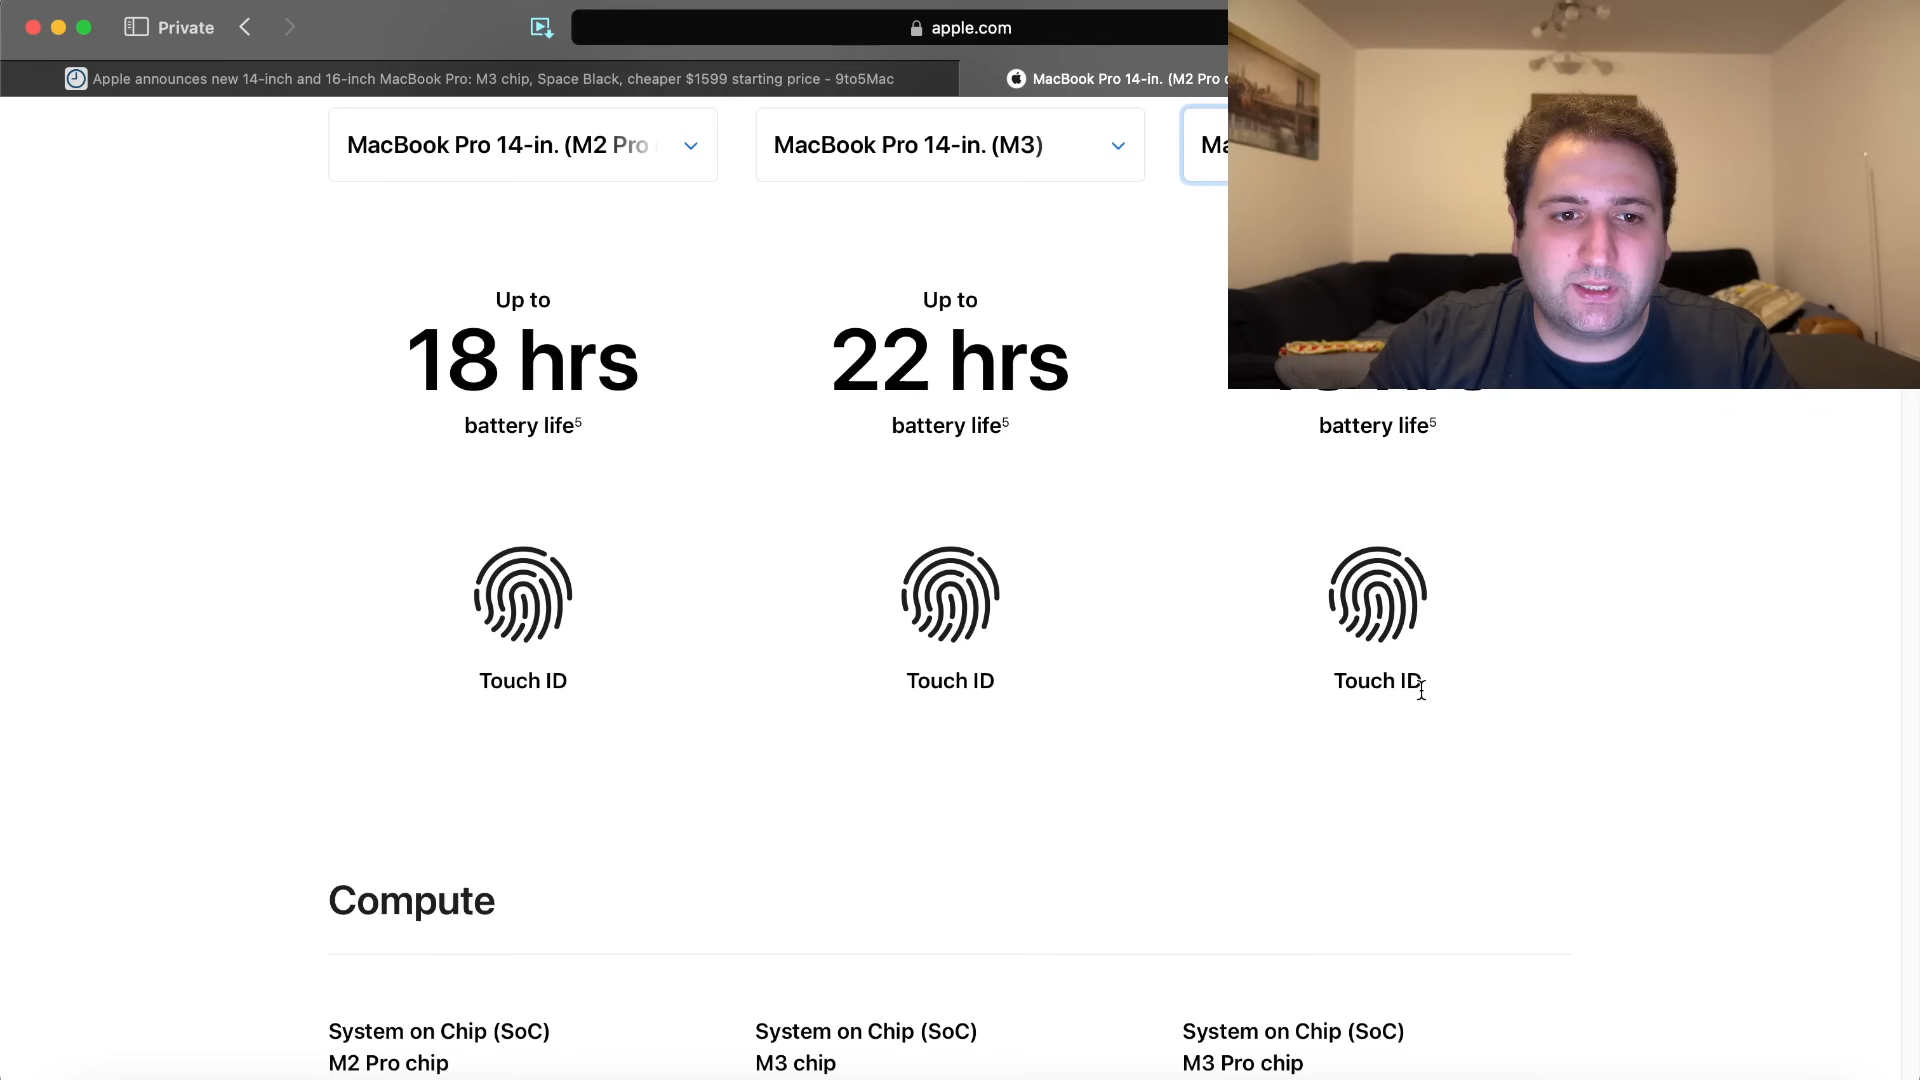 Private
apple.com
Apple announces new 14-inch and 16-inch MacBook Pro: M3 chip, Space Black, cheaper $1599 starting price - 9to5Mac
MacBook Pro 14-in. (M2 Pro
MacBook Pro 14-in. (M2 Pro
MacBook Pro 14-in. (M3)
Up to
Up to
18 hrs
22 hrs
battery life5
battery life5
battery life5
Touch ID
Touch ID
Touch ID
Compute
System on Chip (SoC)
System on Chip (SoC)
System on Chip (SoC)
M2 Pro chip
M3 chip
M3 Pro chip